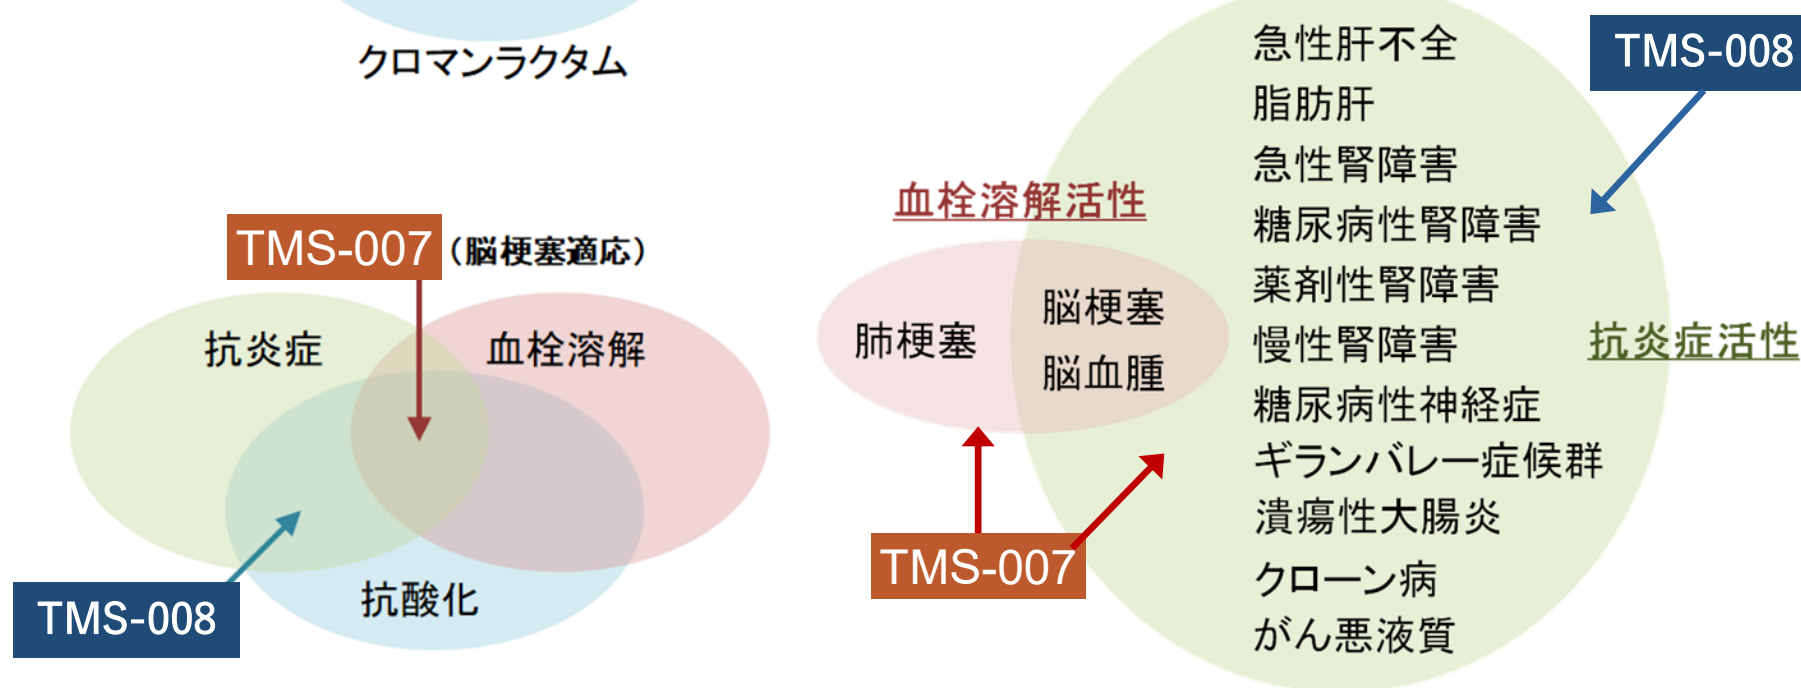 クロマンラクタム
TMS-007 (脳梗塞適応)
抗炎症
血栓溶解
抗酸化
TMS-008
血栓溶解活性
肺梗塞
脳梗塞
脳血腫
TMS-007
急性肝不全
脂肪肝
急性腎障害
糖尿病性腎障害
薬剤性腎障害
慢性腎障害
糖尿病性神経症
ギランバレー症候群
潰瘍性大腸炎
クローン病
がん悪液質
TMS-008
抗炎症活性